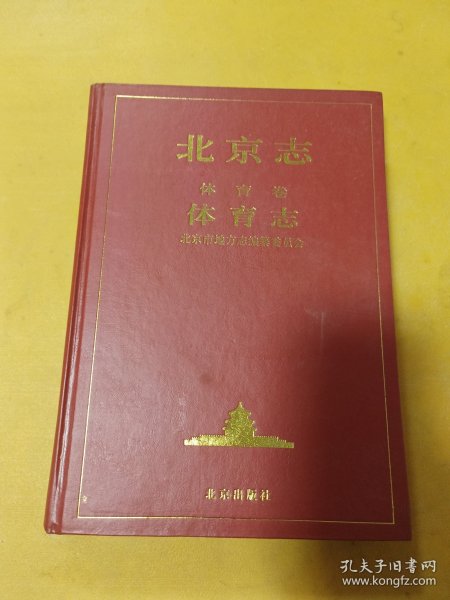 北京志
体育卷
体育志
北京市地方志编纂委员会
北京出版社
孔夫子旧书网
www.kongfz.com